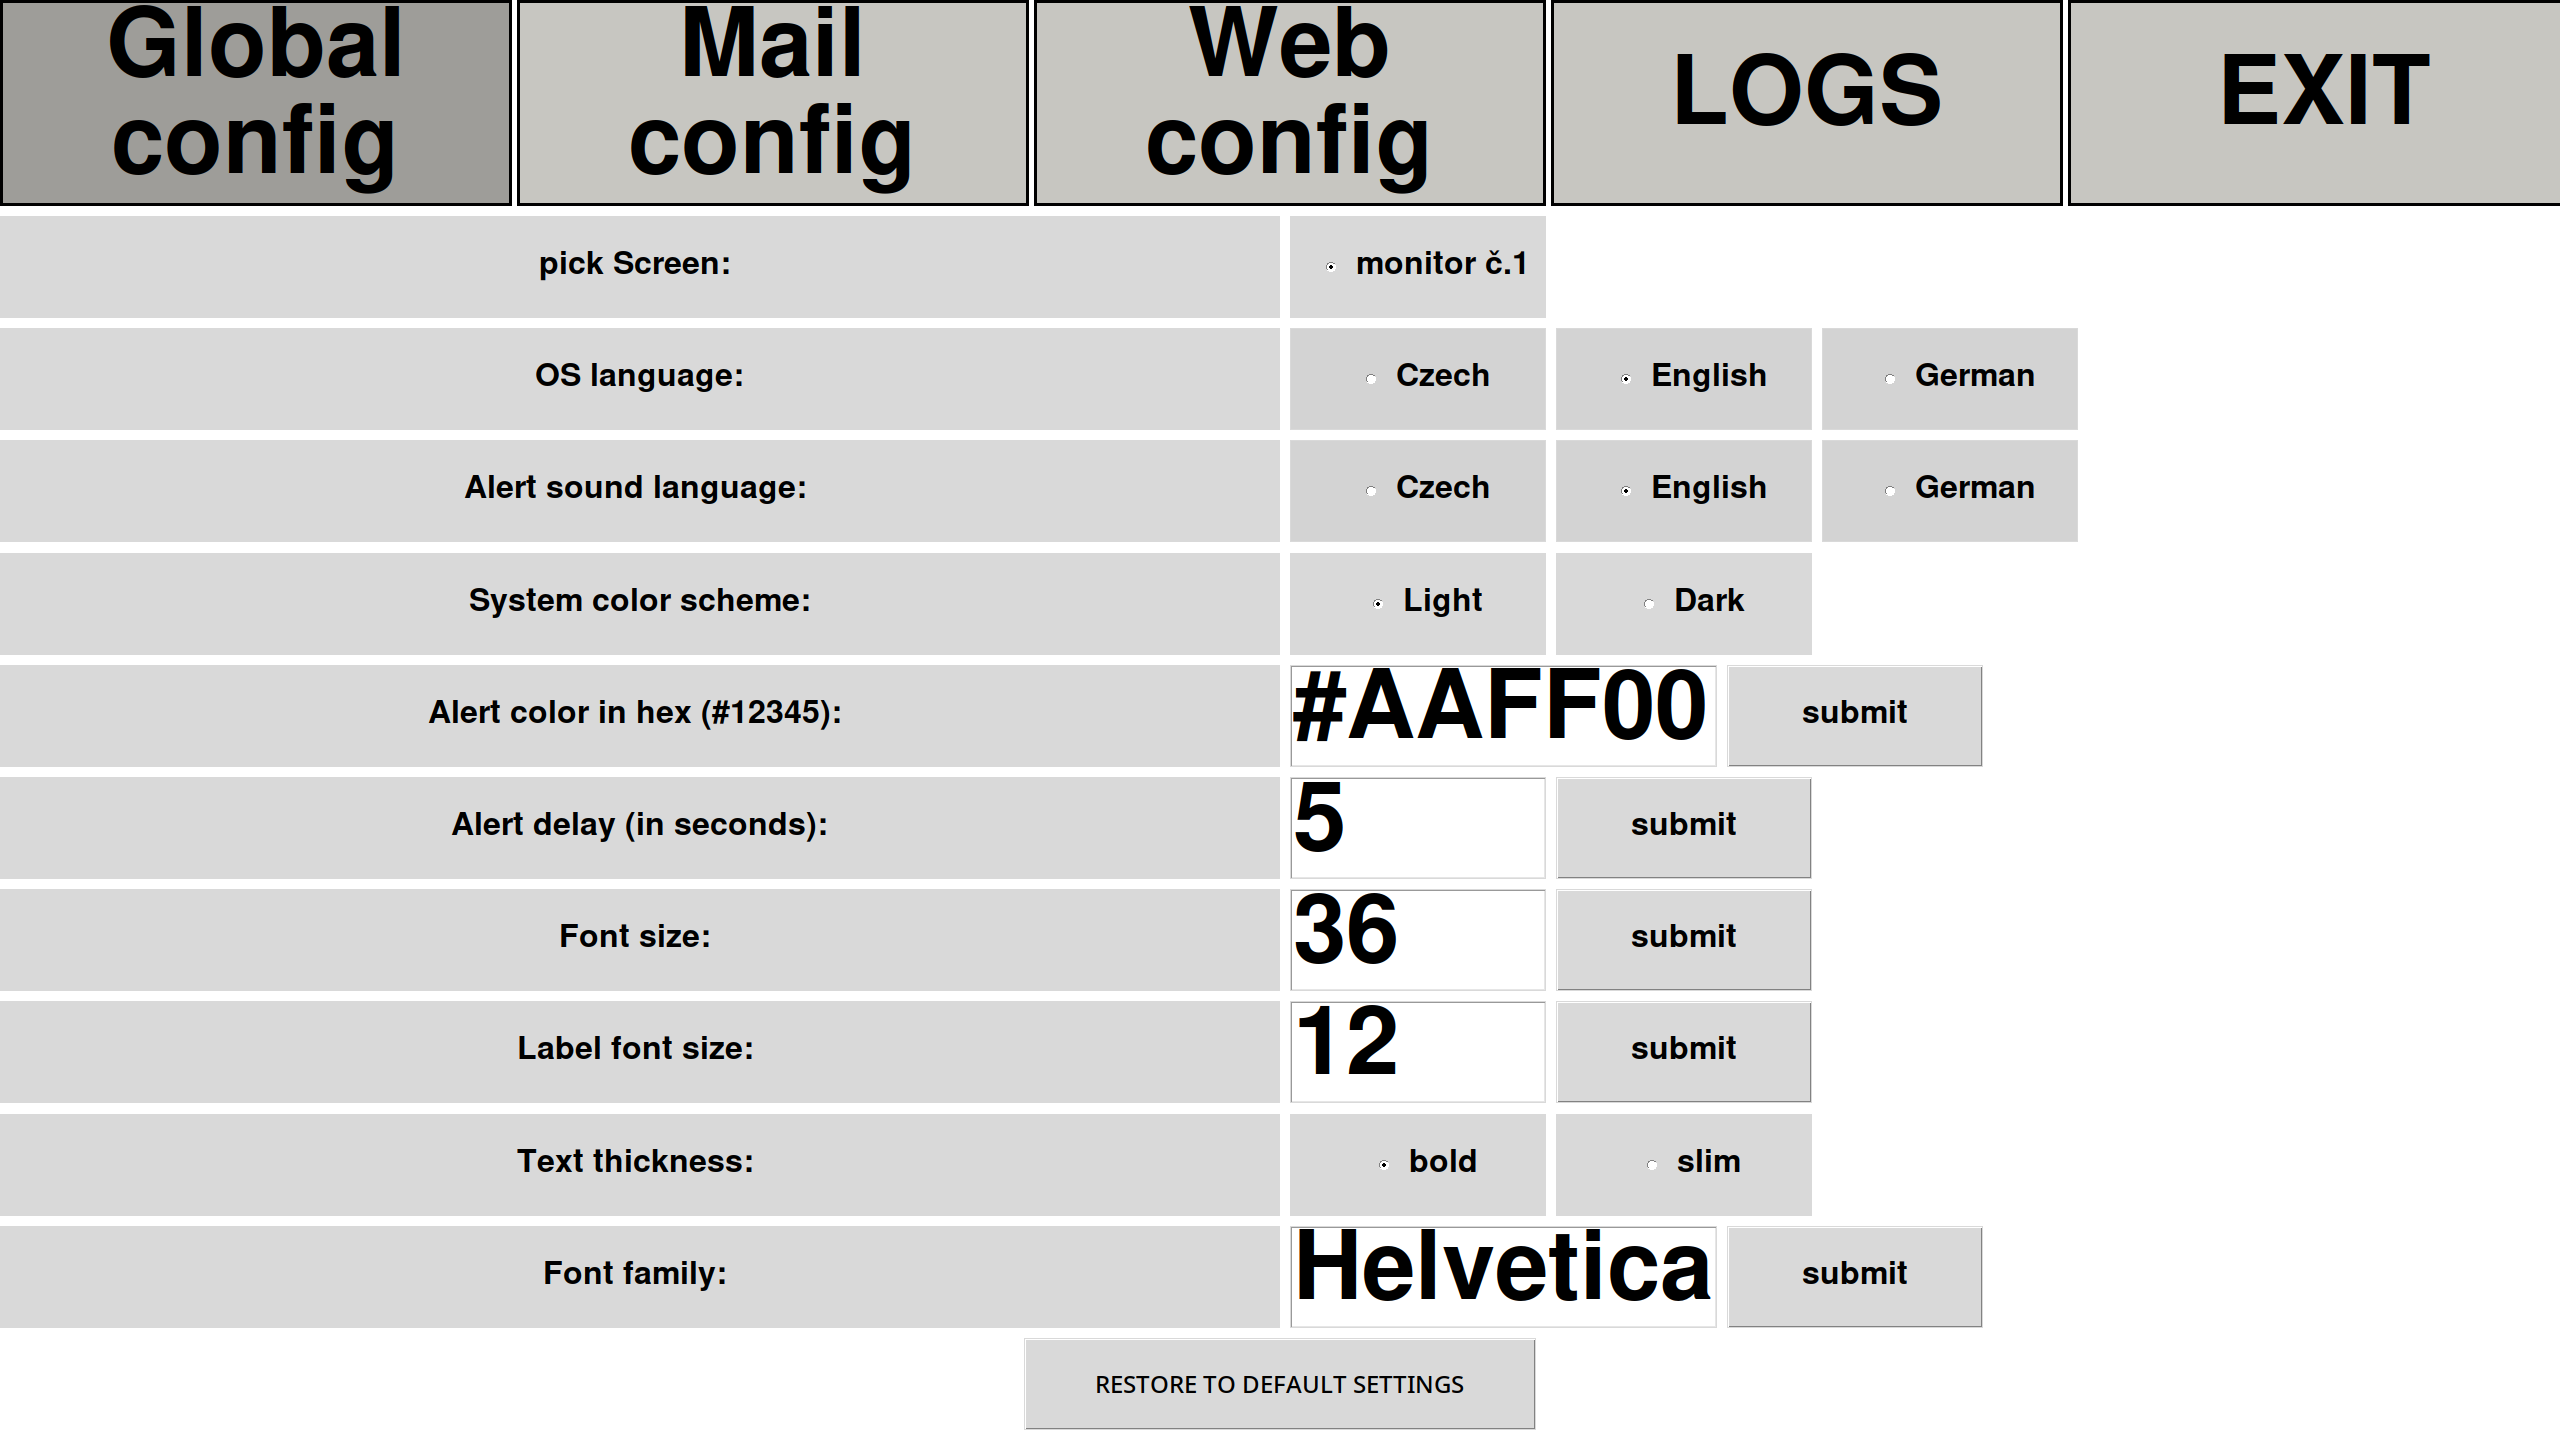 Global
config
Mail
config
Web
config
LOGS
EXIT
pick Screen:
monitor č.1
OS language:
Czech
English
German
Alert sound language:
Czech
English
German
System color scheme:
Light
Dark
Alert color in hex (#12345):
#AAFF00
submit
Alert delay (in seconds):
5
submit
Font size:
36
submit
Label font size:
12
submit
Text thickness:
bold
slim
Font family:
Helvetica
submit
RESTORE TO DEFAULT SETTINGS